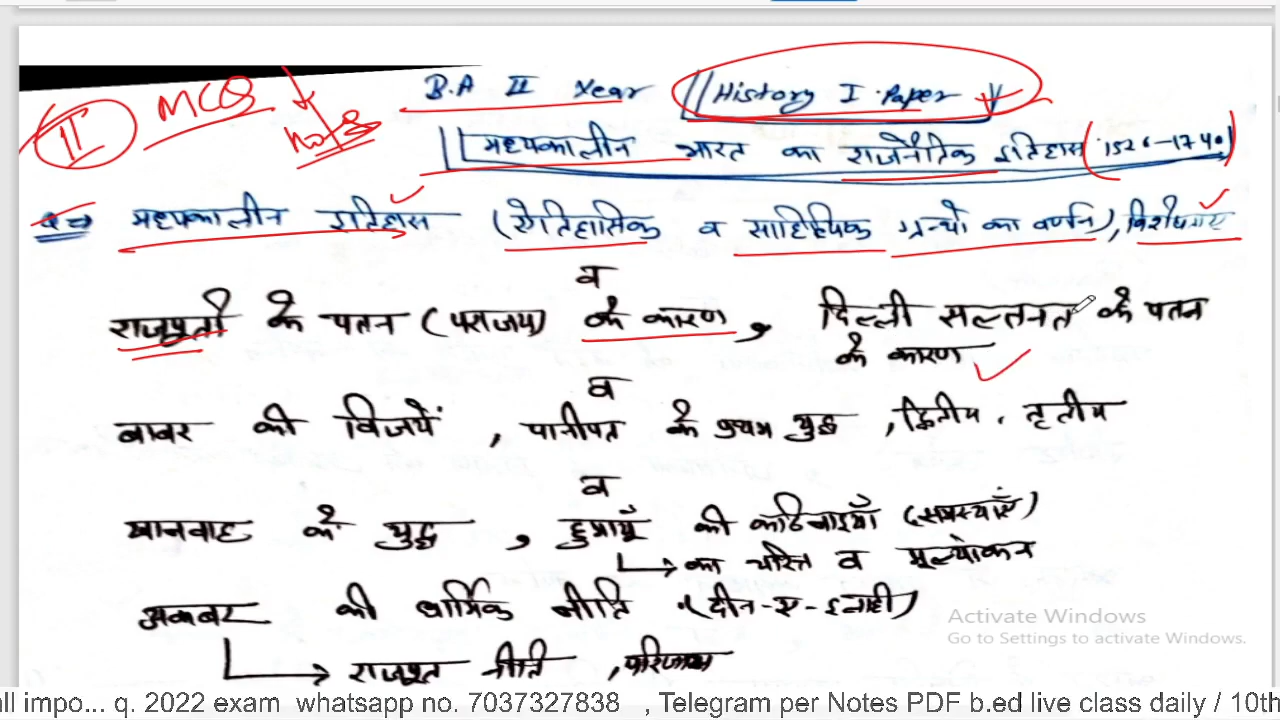 B.A II Year History I Paper
II MCQ Notes
मध्यकालीन भारत का राजनैतिक इतिहास (1526-1740)
मध्यकालीन इतिहास (ऐतिहासिक व साहित्यिक ग्रन्थो का वर्णन), विशेषताएं
व
राजपूतों के पतन (पराजय) के कारण, दिल्ली सल्तनत के पतन
के कारण
व
बाबर की विजयें, पानीपत के प्रथम युद्ध, द्वितीय, तृतीय
व
खानवाह के युद्ध, हुमायूँ की कठिनाइयाँ (समस्याएँ)
का चरित्र व मूल्यांकन
अकबर की धार्मिक नीति (दीन-ए-इलाही)
राजपूत नीति, परिणाम
Activate Windows
Go to Settings to activate Windows.
all impo... q. 2022 exam whatsapp no. 7037327838 , Telegram per Notes PDF b.ed live class daily / 10th